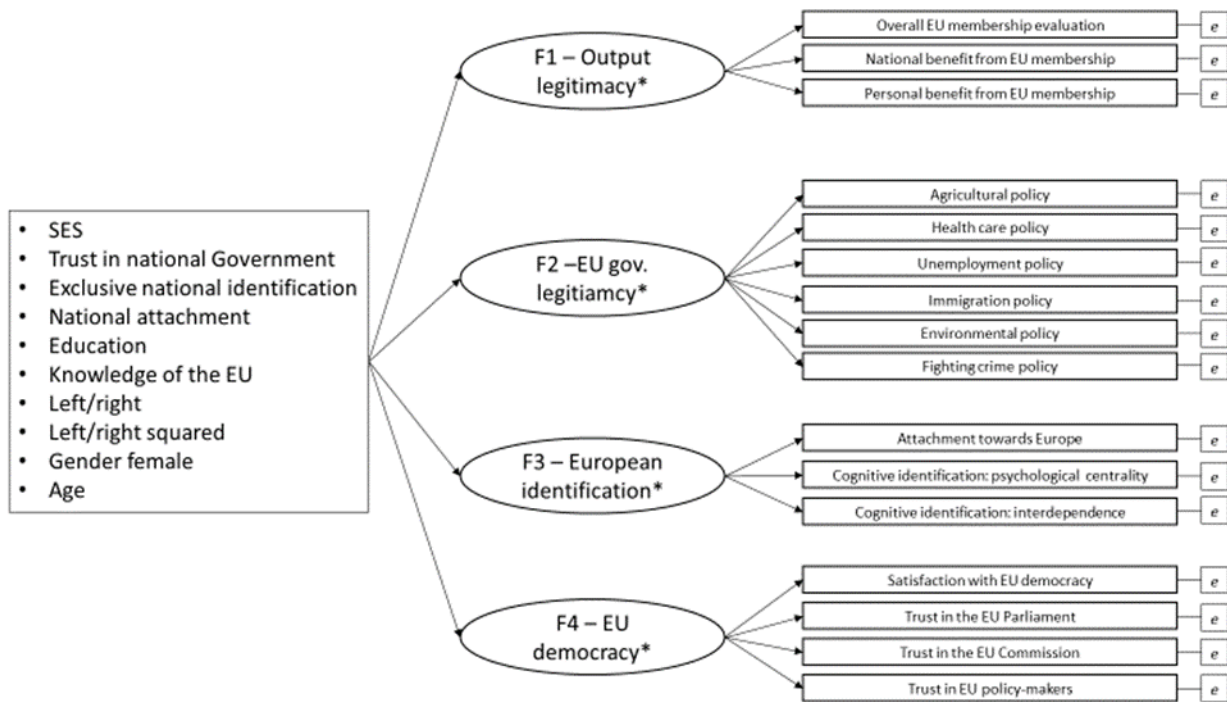 • SES
• Trust in national Government
• Exclusive national identification
• National attachment
• Education
• Knowledge of the EU
• Left/right
• Left/right squared
• Gender female
• Age
F1 – Output
legitimacy*
Overall EU membership evaluation
e
National benefit from EU membership
e
Personal benefit from EU membership
e
F2 –EU gov.
legitiamcy*
Agricultural policy
e
Health care policy
e
Unemployment policy
e
Immigration policy
e
Environmental policy
e
Fighting crime policy
e
F3 – European
identification*
Attachment towards Europe
e
Cognitive identification: psychological centrality
e
Cognitive identification: interdependence
e
F4 – EU
democracy*
Satisfaction with EU democracy
e
Trust in the EU Parliament
e
Trust in the EU Commission
e
Trust in EU policy-makers
e